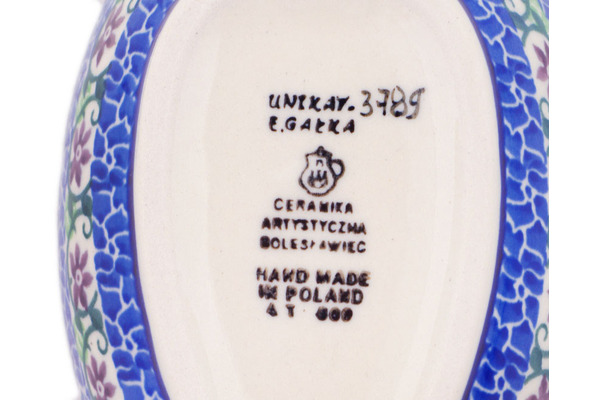 UNIKAT. 3789
E.GAŁKA
CERAMIKA
ARTYSTYCZNA
BOLESŁAWIEC
HAND MADE
IN POLAND